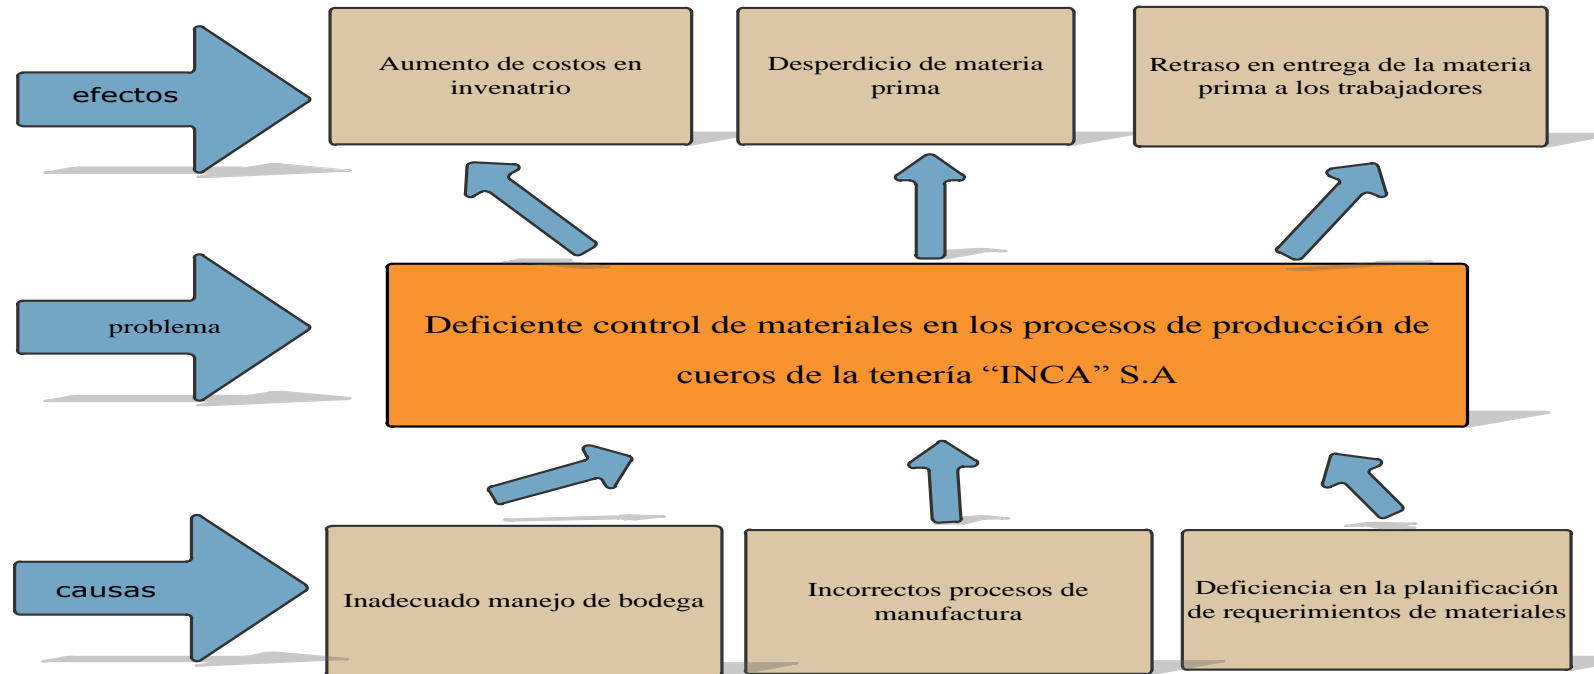 efectos
Aumento de costos en
invenatrio
Desperdicio de materia
prima
Retraso en entrega de la materia
prima a los trabajadores
problema
Deficiente control de materiales en los procesos de producción de
cueros de la tenería “INCA” S.A
causas
Inadecuado manejo de bodega
Incorrectos procesos de
manufactura
Deficiencia en la planificación
de requerimientos de materiales